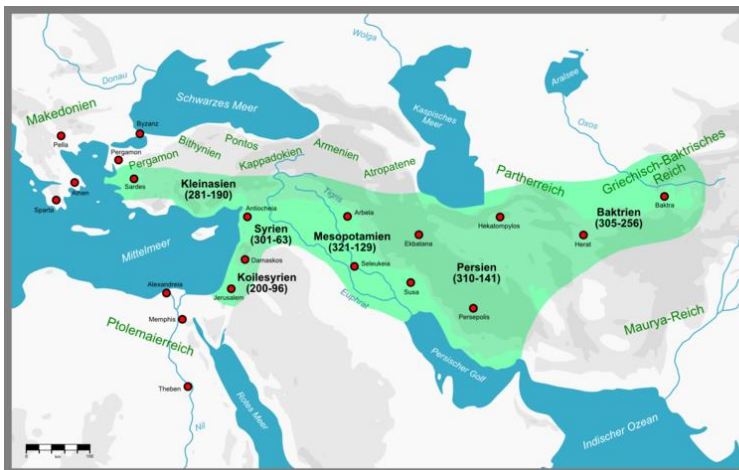 Wolga
Aralsee
Donau
Kaspisches
Meer
Schwarzes Meer
Oxos
Makedonien
Byzanz
Pella
Pergamon
Bithynien
Pontos
Armenien
Kappadokien
Atropatene
Partherreich
Griechisch-Baktrisches
Reich
Pergamon
Sardes
Kleinasien
(281-190)
Athen
Sparta
Tigris
Antiocheia
Arbela
Hekatompylos
Baktrien
(305-256)
Baktra
Syrien
(301-63)
Mesopotamien
(321-129)
Ekbatana
Herat
Mittelmeer
Damaskos
Seleukeia
Persien
(310-141)
Koilesyrien
(200-96)
Jerusalem
Susa
Alexandreia
Euphrat
Persepolis
Memphis
Ptolemaierreich
Maurya-Reich
Persischer Golf
Theben
Rotes Meer
Nil
Indischer Ozean